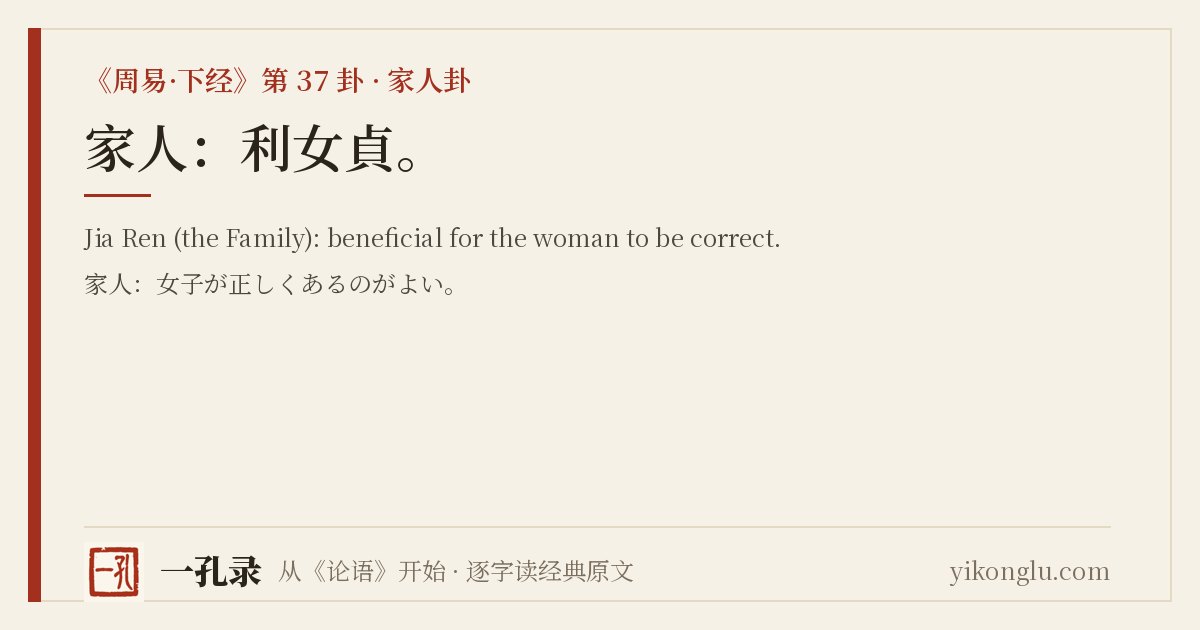 《周易·下经》第 37 卦 · 家人卦
家人：利女貞。
Jia Ren (the Family): beneficial for the woman to be correct.
家人：女子が正しくあるのがよい。
一孔
一孔录 从《论语》开始 · 逐字读经典原文 yikonglu.com